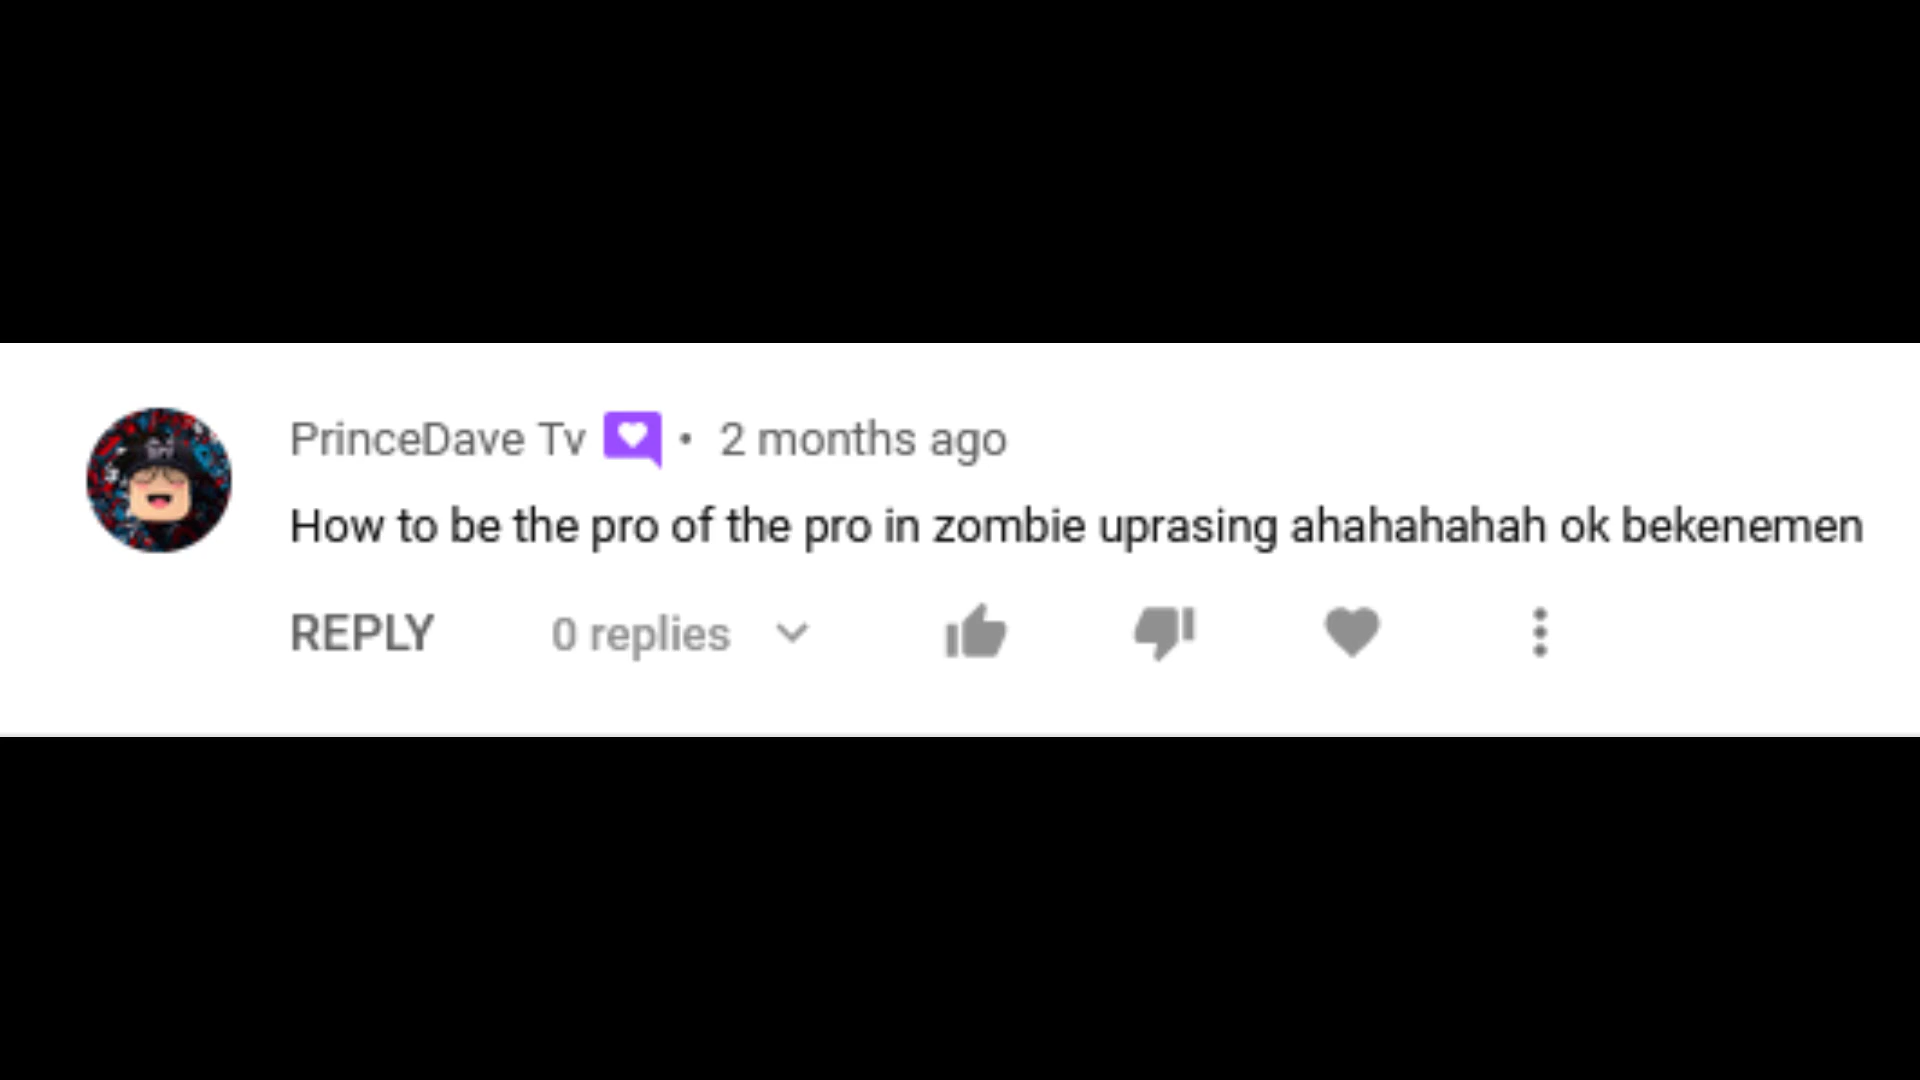 PrinceDave Tv • 2 months ago
How to be the pro of the pro in zombie uprasing ahahahahah ok bekenemen
REPLY 0 replies